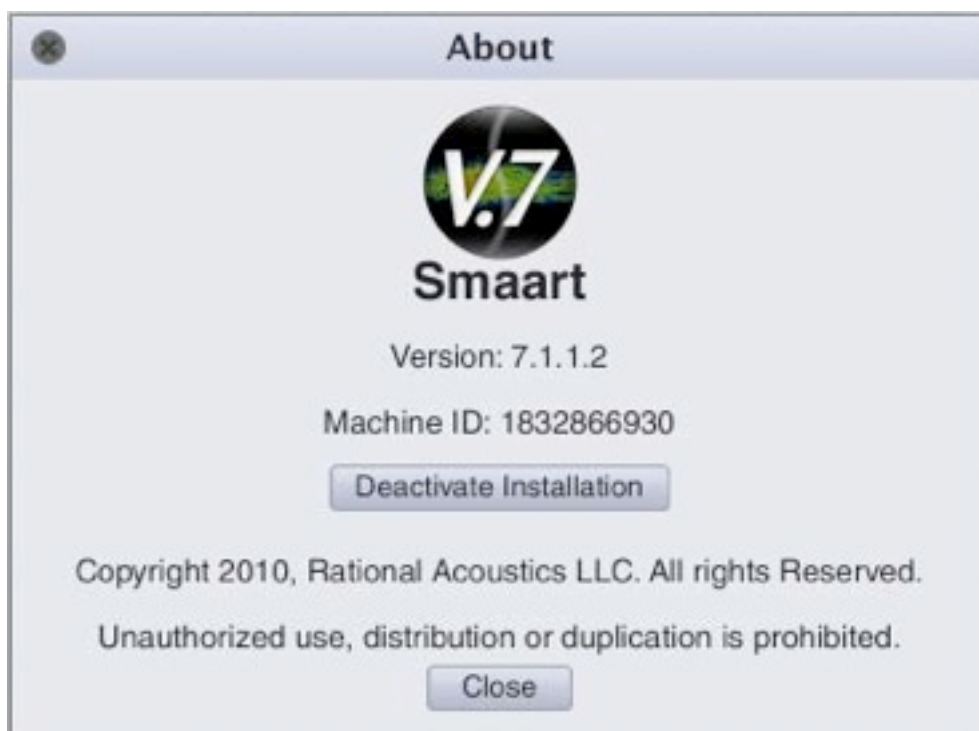 About
V.7
Smaart
Version: 7.1.1.2
Machine ID: 1832866930
Deactivate Installation
Copyright 2010, Rational Acoustics LLC. All rights Reserved.
Unauthorized use, distribution or duplication is prohibited.
Close